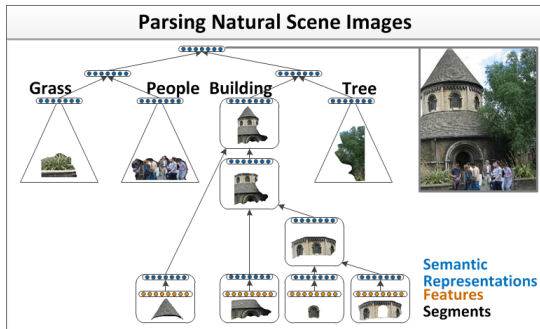 Parsing Natural Scene Images
Grass
People
Building
Tree
Semantic
Representations
Features
Segments